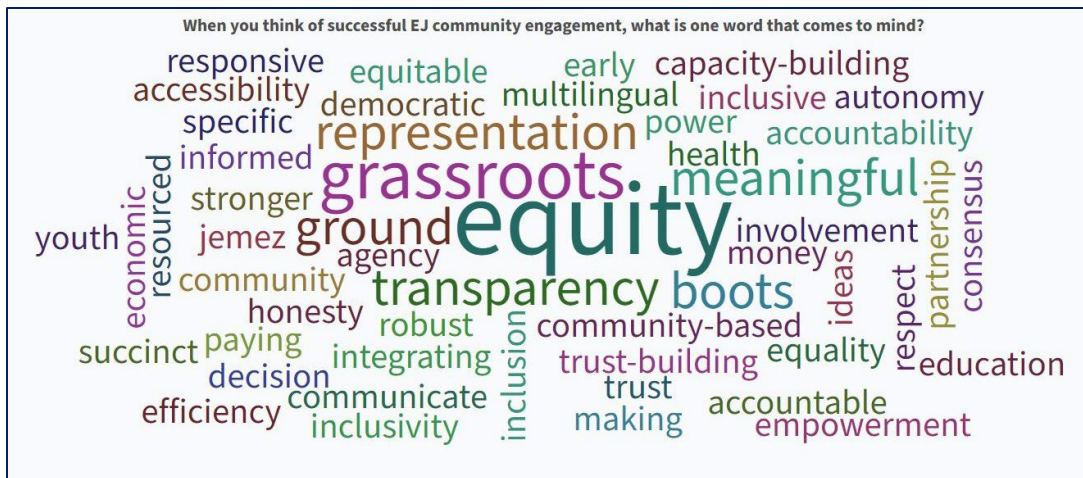 When you think of successful EJ community engagement, what is one word that comes to mind?
responsive
equitable
early
capacity-building
accessibility
democratic
multilingual
inclusive
autonomy
specific
representation
power
accountability
informed
grassroots
health
meaningful
resourced
economic
stronger
equity
partnership
consensus
youth
jemez
ground
involvement
agency
money
community
transparency
boots
ideas
respect
honesty
robust
community-based
succinct
paying
integrating
inclusion
trust-building
equality
education
decision
trust
efficiency
communicate
inclusivity
making
accountable
empowerment